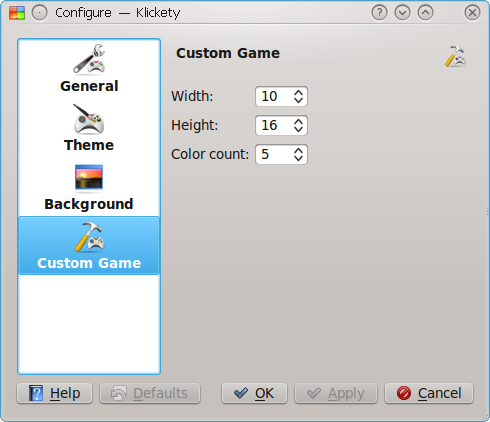 Configure — Klickety
General
Theme
Background
Custom Game
Custom Game
Width: 10
Height: 16
Color count: 5
Help Defaults OK Apply Cancel